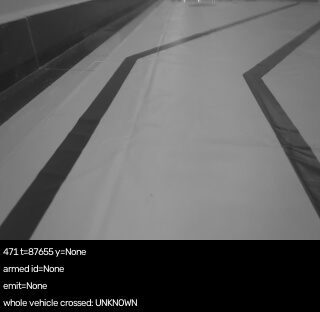 471 t=87655 y=None
armed id=None
emit=None
whole vehicle crossed: UNKNOWN